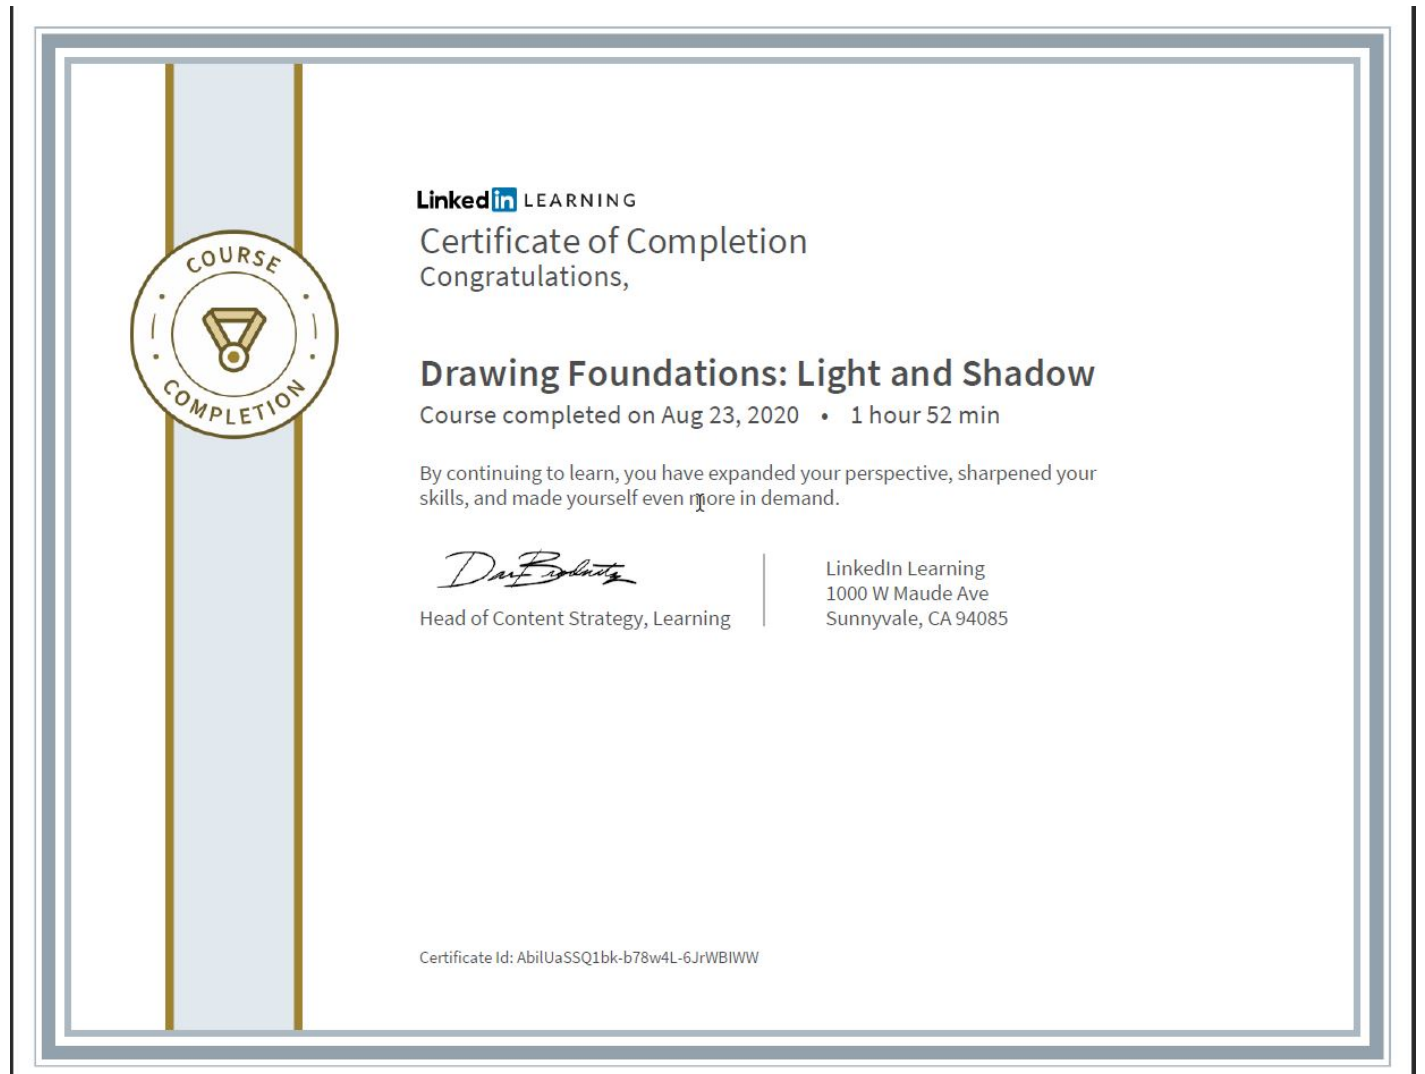 COURSE
COMPLETION
Linkedin LEARNING
Certificate of Completion
Congratulations,
Drawing Foundations: Light and Shadow
Course completed on Aug 23, 2020 • 1 hour 52 min
By continuing to learn, you have expanded your perspective, sharpened your
skills, and made yourself even more in demand.
Head of Content Strategy, Learning
LinkedIn Learning
1000 W Maude Ave
Sunnyvale, CA 94085
Certificate Id: AbilUaSSQ1bk-b78w4L-6JrWBIWW